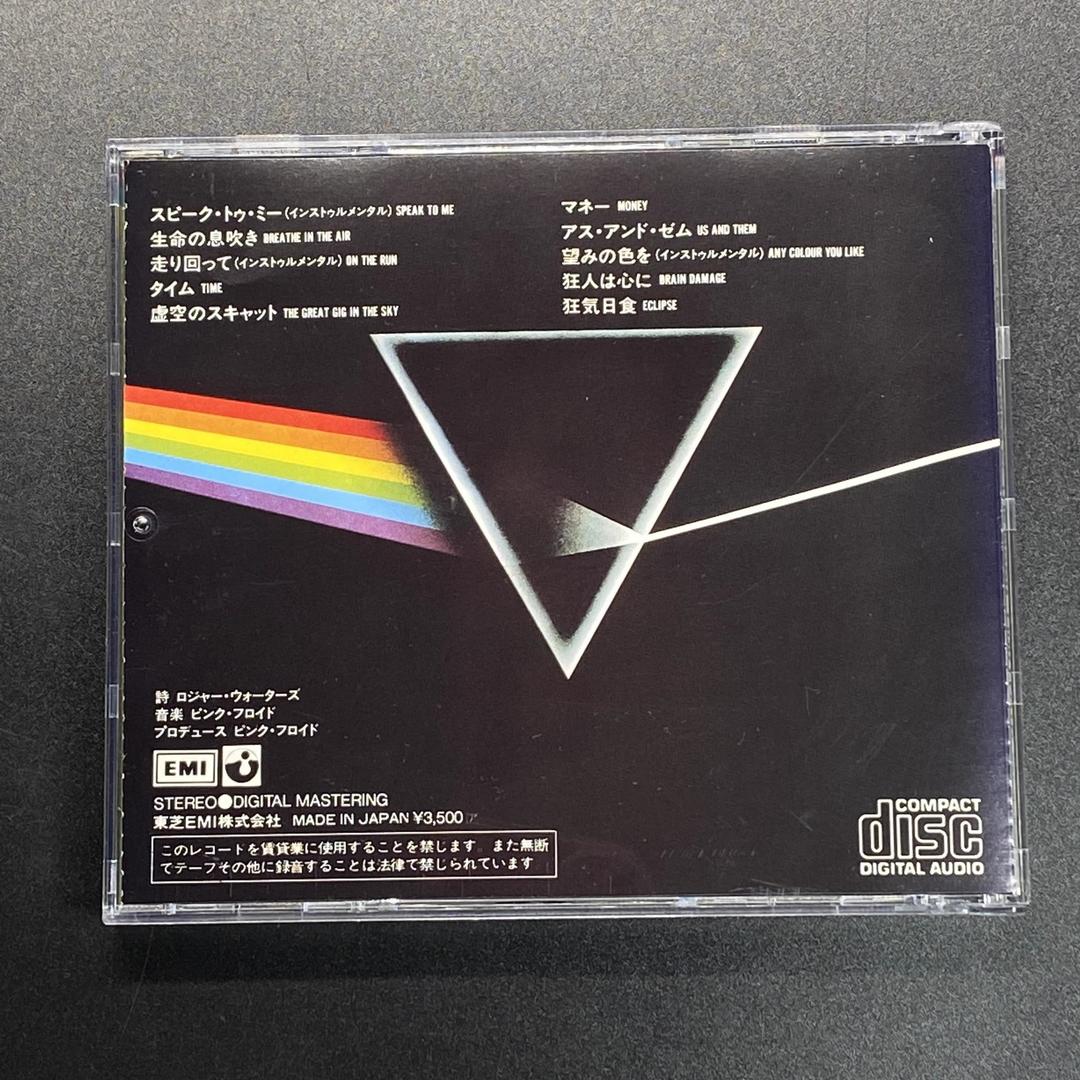 スピーク・トゥ・ミー(インストゥルメンタル) SPEAK TO ME
生命の息吹き BREATHE IN THE AIR
走り回って(インストゥルメンタル) ON THE RUN
タイム TIME
虚空のスキャット THE GREAT GIG IN THE SKY
マネー MONEY
アス・アンド・ゼム US AND THEM
望みの色を(インストゥルメンタル) ANY COLOUR YOU LIKE
狂人は心に BRAIN DAMAGE
狂気日食 ECLIPSE
詩 ロジャー・ウォーターズ
音楽 ピンク・フロイド
プロデュース ピンク・フロイド
EMI
STEREO●DIGITAL MASTERING
東芝EMI株式会社 MADE IN JAPAN ¥3,500 ア
このレコードを賃貸業に使用することを禁じます。また無断
でテープその他に録音することは法律で禁じられています
COMPACT
disc
DIGITAL AUDIO